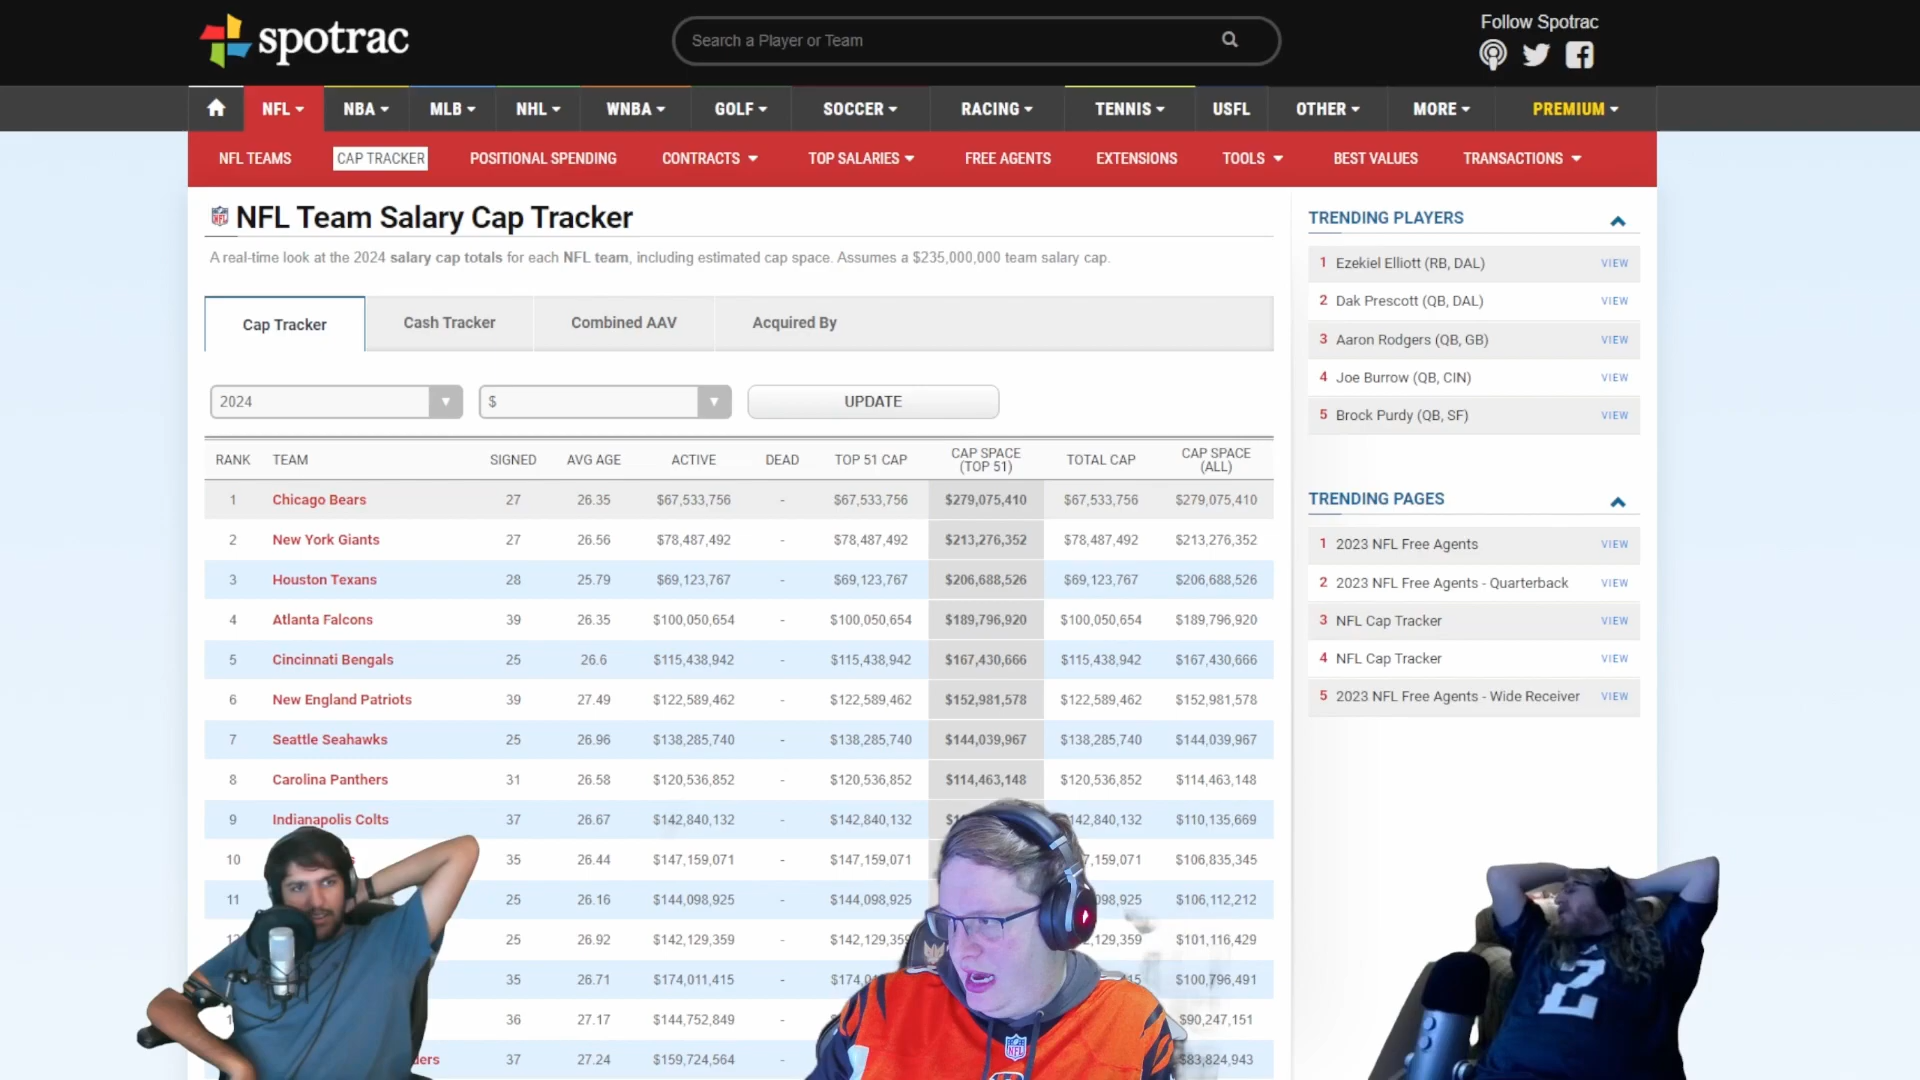 spotrac
Search a Player or Team
Follow Spotrac
NFL NBA MLB NHL WNBA GOLF SOCCER RACING TENNIS USFL OTHER MORE PREMIUM
NFL TEAMS CAP TRACKER POSITIONAL SPENDING CONTRACTS TOP SALARIES FREE AGENTS EXTENSIONS TOOLS BEST VALUES TRANSACTIONS
NFL Team Salary Cap Tracker
A real-time look at the 2024 salary cap totals for each NFL team, including estimated cap space. Assumes a $235,000,000 team salary cap.
Cap Tracker Cash Tracker Combined AAV Acquired By
2024 $ UPDATE
RANK TEAM SIGNED AVG AGE ACTIVE DEAD TOP 51 CAP CAP SPACE (TOP 51) TOTAL CAP CAP SPACE (ALL)
1 Chicago Bears 27 26.35 $67,533,756 - $67,533,756 $279,075,410 $67,533,756 $279,075,410
2 New York Giants 27 26.56 $78,487,492 - $78,487,492 $213,276,352 $78,487,492 $213,276,352
3 Houston Texans 28 25.79 $69,123,767 - $69,123,767 $206,688,526 $69,123,767 $206,688,526
4 Atlanta Falcons 39 26.35 $100,050,654 - $100,050,654 $189,796,920 $100,050,654 $189,796,920
5 Cincinnati Bengals 25 26.6 $115,438,942 - $115,438,942 $167,430,666 $115,438,942 $167,430,666
6 New England Patriots 39 27.49 $122,589,462 - $122,589,462 $152,981,578 $122,589,462 $152,981,578
7 Seattle Seahawks 25 26.96 $138,285,740 - $138,285,740 $144,039,967 $138,285,740 $144,039,967
8 Carolina Panthers 31 26.58 $120,536,852 - $120,536,852 $114,463,148 $120,536,852 $114,463,148
9 Indianapolis Colts 37 26.67 $142,840,132 - $142,840,132 142,840,132 $110,135,669
10 35 26.44 $147,159,071 - $147,159,071 7,159,071 $106,835,345
11 25 26.16 $144,098,925 - $144,098,925 098,925 $106,112,212
25 26.92 $142,129,359 - $142,129,359 ,129,359 $101,116,429
35 26.71 $174,011,415 - $100,796,491
36 27.17 $144,752,849 - $90,247,151
37 27.24 $159,724,564 $83,824,943
TRENDING PLAYERS
1 Ezekiel Elliott (RB, DAL) VIEW
2 Dak Prescott (QB, DAL) VIEW
3 Aaron Rodgers (QB, GB) VIEW
4 Joe Burrow (QB, CIN) VIEW
5 Brock Purdy (QB, SF) VIEW
TRENDING PAGES
1 2023 NFL Free Agents VIEW
2 2023 NFL Free Agents - Quarterback VIEW
3 NFL Cap Tracker VIEW
4 NFL Cap Tracker VIEW
5 2023 NFL Free Agents - Wide Receiver VIEW
NFL
2